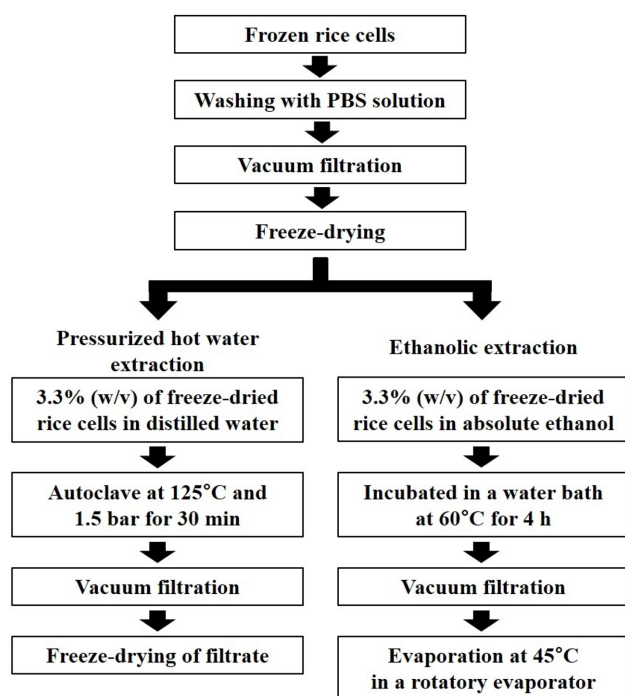 Frozen rice cells
Washing with PBS solution
Vacuum filtration
Freeze-drying
Pressurized hot water
extraction
3.3% (w/v) of freeze-dried
rice cells in distilled water
Autoclave at 125°C and
1.5 bar for 30 min
Vacuum filtration
Freeze-drying of filtrate
Ethanolic extraction
3.3% (w/v) of freeze-dried
rice cells in absolute ethanol
Incubated in a water bath
at 60°C for 4 h
Vacuum filtration
Evaporation at 45°C
in a rotatory evaporator